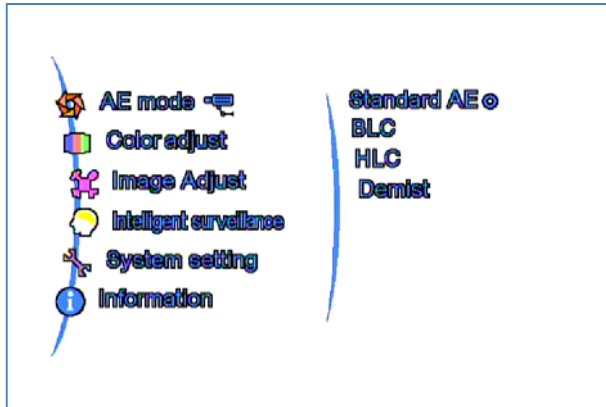 AE mode
Color adjust
Image Adjust
Intelligent surveillance
System setting
Information
Standard AE
BLC
HLC
Demist